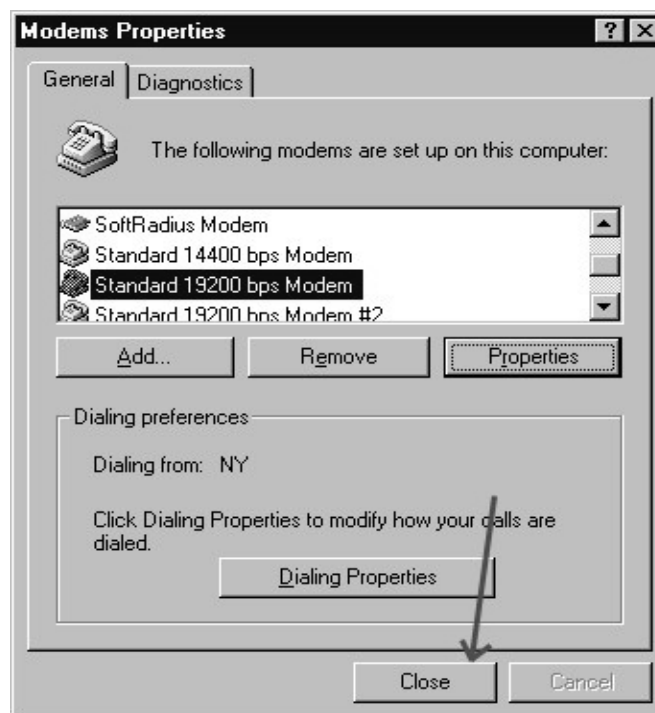 Modems Properties
General
Diagnostics
The following modems are set up on this computer:
SoftRadius Modem
Standard 14400 bps Modem
Standard 19200 bps Modem
Standard 19200 bps Modem #2
Add...
Remove
Properties
Dialing preferences
Dialing from: NY
Click Dialing Properties to modify how your calls are
dialed.
Dialing Properties
Close
Cancel